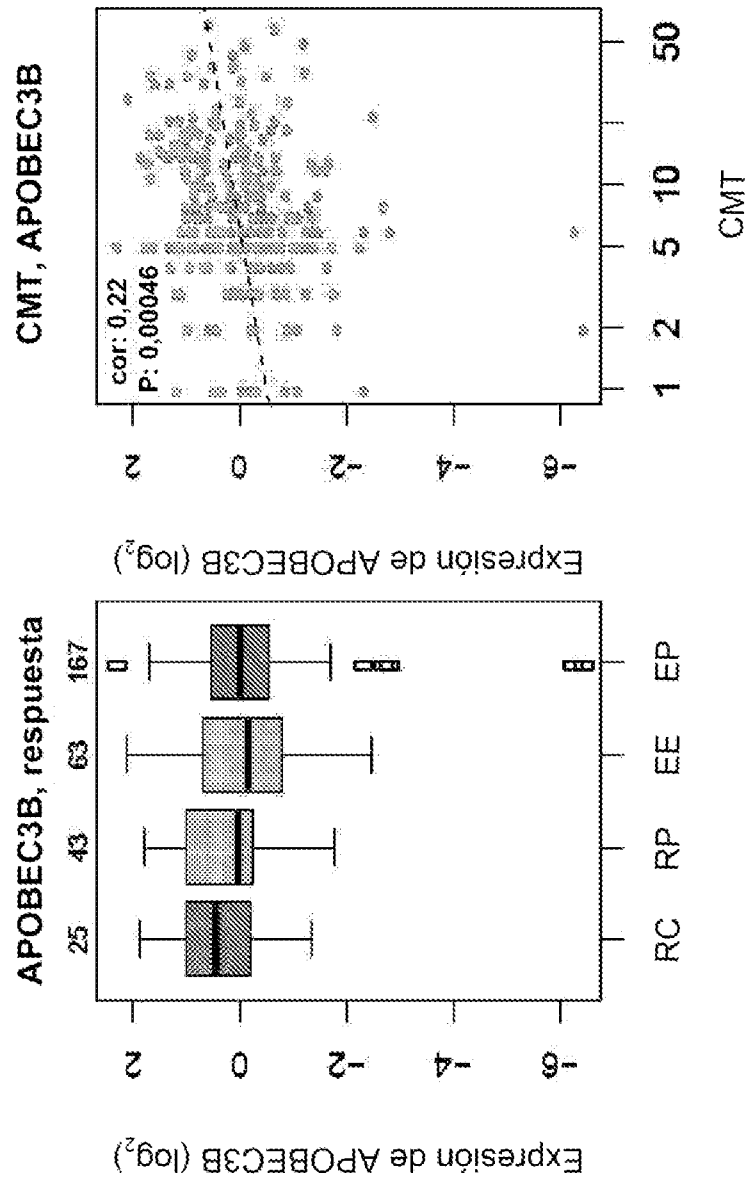 APOBEC3B, respuesta
25 43 63 167
2
0
-2
-4
-6
Expresión de APOBEC3B (log₂)
RC RP EE EP
CMT, APOBEC3B
cor: 0,22
P: 0,00046
2
0
-2
-4
-6
Expresión de APOBEC3B (log₂)
1 2 5 10 50
CMT